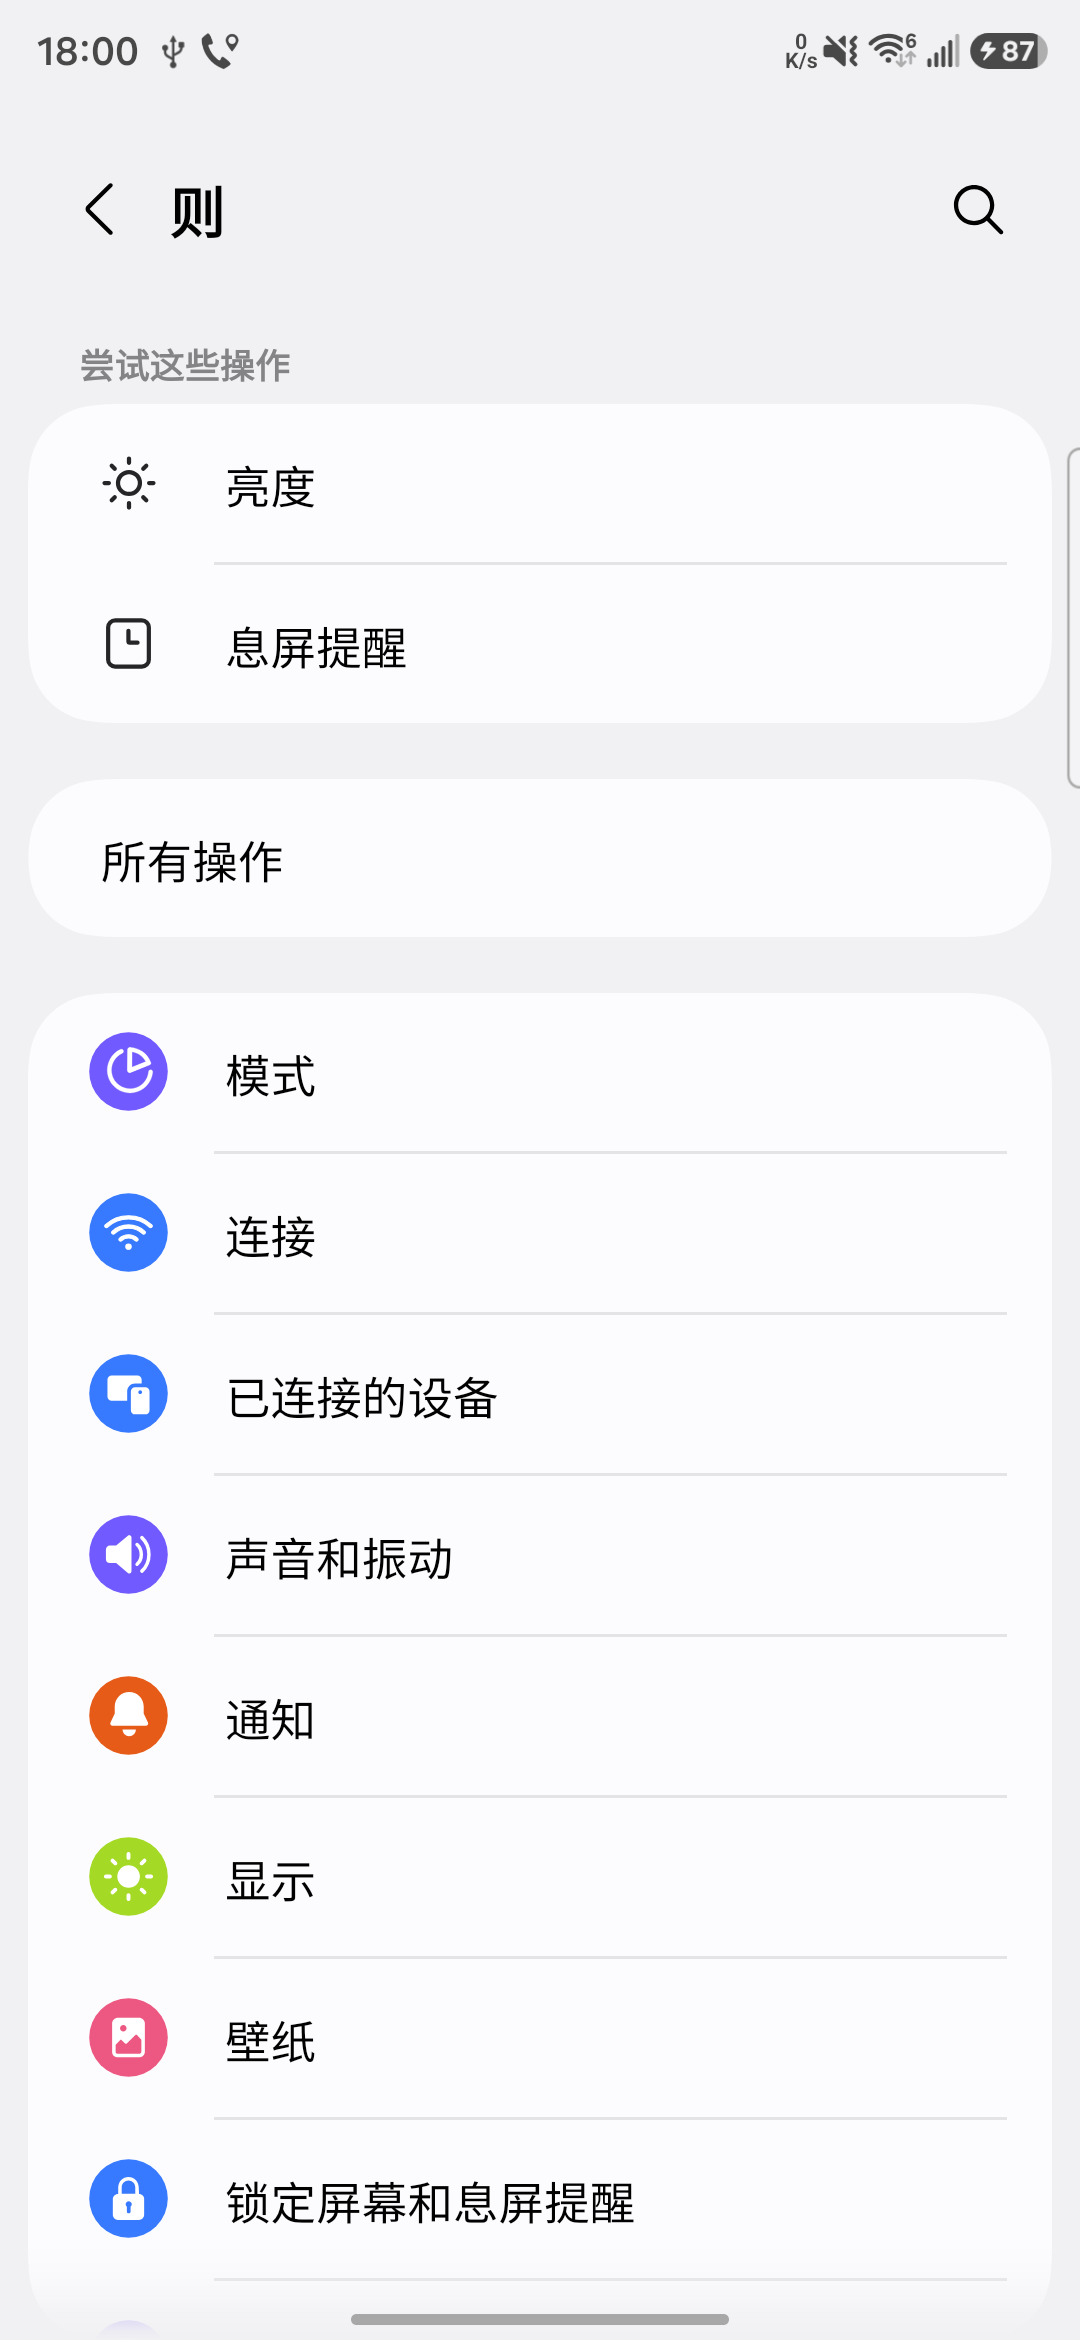 18:00
0
K/s
6
87
则
尝试这些操作
亮度
息屏提醒
所有操作
模式
连接
已连接的设备
声音和振动
通知
显示
壁纸
锁定屏幕和息屏提醒